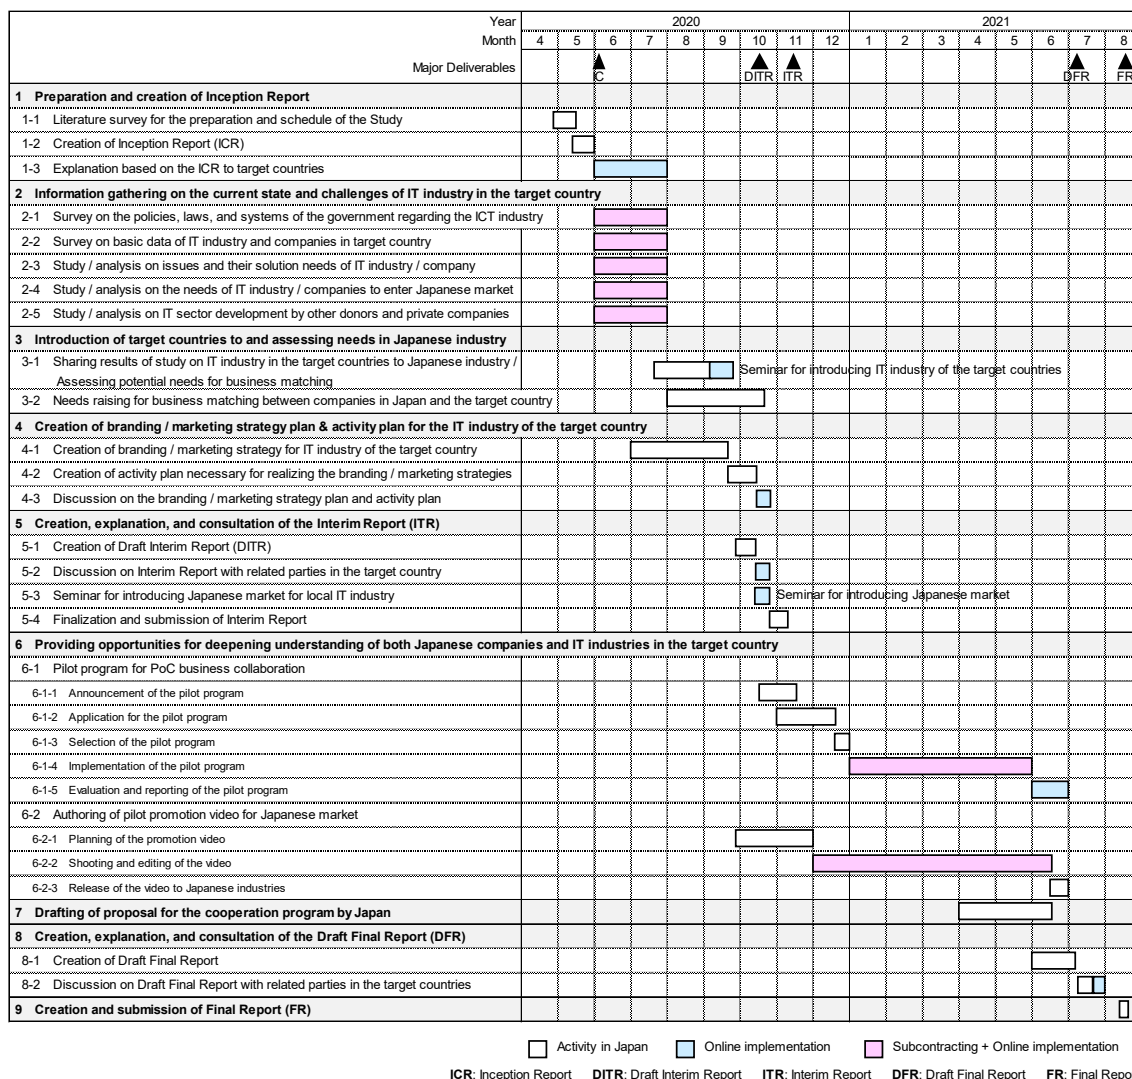 Year 2020 2021
Month 4 5 6 7 8 9 10 11 12 1 2 3 4 5 6 7 8
Major Deliverables C DITR ITR DFR FR
1 Preparation and creation of Inception Report
1-1 Literature survey for the preparation and schedule of the Study
1-2 Creation of Inception Report (ICR)
1-3 Explanation based on the ICR to target countries
2 Information gathering on the current state and challenges of IT industry in the target country
2-1 Survey on the policies, laws, and systems of the government regarding the ICT industry
2-2 Survey on basic data of IT industry and companies in target country
2-3 Study / analysis on issues and their solution needs of IT industry / company
2-4 Study / analysis on the needs of IT industry / companies to enter Japanese market
2-5 Study / analysis on IT sector development by other donors and private companies
3 Introduction of target countries to and assessing needs in Japanese industry
3-1 Sharing results of study on IT industry in the target countries to Japanese industry /
Assessing potential needs for business matching
Seminar for introducing IT industry of the target countries
3-2 Needs raising for business matching between companies in Japan and the target country
4 Creation of branding / marketing strategy plan & activity plan for the IT industry of the target country
4-1 Creation of branding / marketing strategy for IT industry of the target country
4-2 Creation of activity plan necessary for realizing the branding / marketing strategies
4-3 Discussion on the branding / marketing strategy plan and activity plan
5 Creation, explanation, and consultation of the Interim Report (ITR)
5-1 Creation of Draft Interim Report (DITR)
5-2 Discussion on Interim Report with related parties in the target country
5-3 Seminar for introducing Japanese market for local IT industry Seminar for introducing Japanese market
5-4 Finalization and submission of Interim Report
6 Providing opportunities for deepening understanding of both Japanese companies and IT industries in the target country
6-1 Pilot program for PoC business collaboration
6-1-1 Announcement of the pilot program
6-1-2 Application for the pilot program
6-1-3 Selection of the pilot program
6-1-4 Implementation of the pilot program
6-1-5 Evaluation and reporting of the pilot program
6-2 Authoring of pilot promotion video for Japanese market
6-2-1 Planning of the promotion video
6-2-2 Shooting and editing of the video
6-2-3 Release of the video to Japanese industries
7 Drafting of proposal for the cooperation program by Japan
8 Creation, explanation, and consultation of the Draft Final Report (DFR)
8-1 Creation of Draft Final Report
8-2 Discussion on Draft Final Report with related parties in the target countries
9 Creation and submission of Final Report (FR)
Activity in Japan Online implementation Subcontracting + Online implementation
ICR: Inception Report DITR: Draft Interim Report ITR: Interim Report DFR: Draft Final Report FR: Final Repo